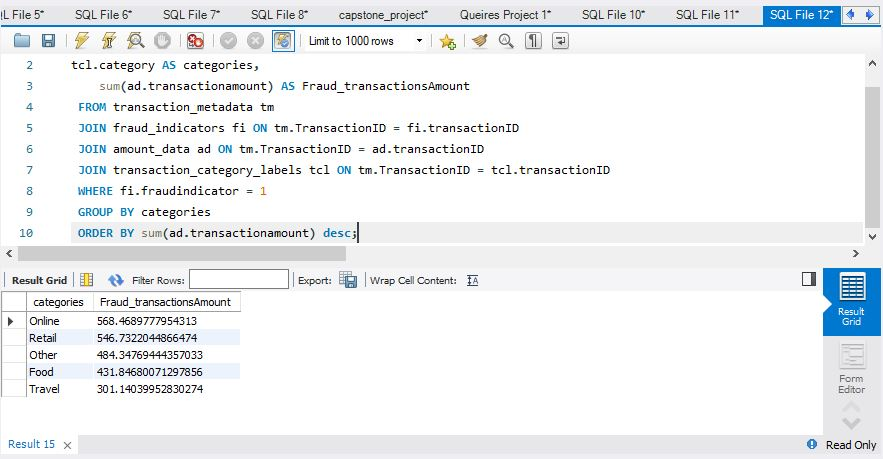 L File 5* SQL File 6* SQL File 7* SQL File 8* capstone_project* Queires Project 1* SQL File 10* SQL File 11* SQL File 12*
Limit to 1000 rows
2 tcl.category AS categories,
3 sum(ad.transactionamount) AS Fraud_transactionsAmount
4 FROM transaction_metadata tm
5 JOIN fraud_indicators fi ON tm.TransactionID = fi.transactionID
6 JOIN amount_data ad ON tm.TransactionID = ad.transactionID
7 JOIN transaction_category_labels tcl ON tm.TransactionID = tcl.transactionID
8 WHERE fi.fraudindicator = 1
9 GROUP BY categories
10 ORDER BY sum(ad.transactionamount) desc;
Result Grid Filter Rows: Export: Wrap Cell Content:
categories Fraud_transactionsAmount
Online 568.4689777954313
Retail 546.7322044866474
Other 484.34769444357033
Food 431.84680071297856
Travel 301.14039952830274
Result
Grid
Form
Editor
Result 15 Read Only